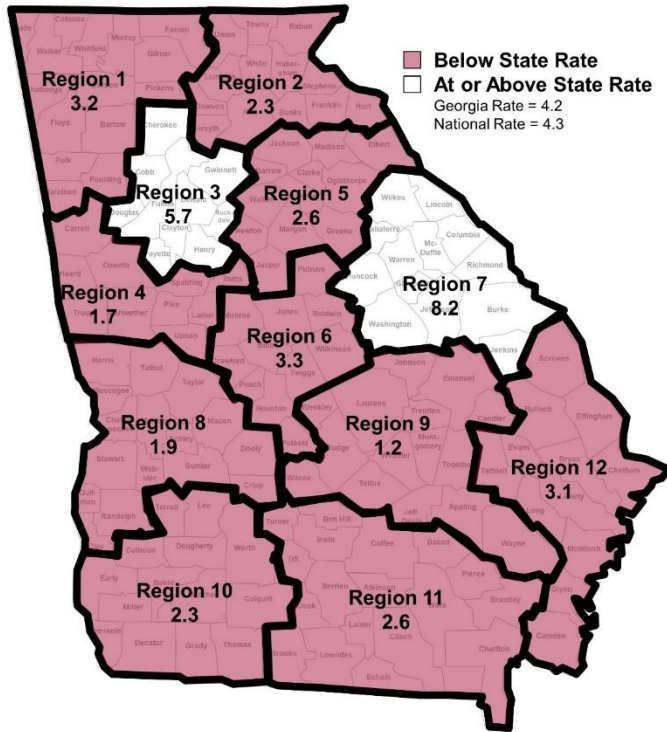 Catoosa
Fannin
Towns
Rabun
Murray
Union
Walker
Whitfield
Gilmer
White
Haber-
sham
Region 1
3.2
Region 2
2.3
Stephens
Pickens
Dawson
Banks
Franklin
Hart
Floyd
Bartow
Forsyth
Below State Rate
At or Above State Rate
Georgia Rate = 4.2
National Rate = 4.3
Cherokee
Jackson
Madison
Elbert
Polk
Paulding
Cobb
Gwinnett
Barrow
Clarke
Oglethorpe
Region 3
5.7
Region 5
2.6
Wilkes
Lincoln
Douglas
Rock-
dale
Clayton
Henry
Fayette
Newton
Morgan
Greene
Columbia
Warren
Mc-
Duffie
Richmond
Carroll
Coweta
Heard
Spalding
Butts
Jasper
Putnam
Hancock
Region 7
8.2
Burke
Washington
Jenkins
Region 4
1.7
Pike
Lamar
Monroe
Upson
Jones
Baldwin
Region 6
3.3
Wilkinson
Twiggs
Crawford
Peach
Houston
Johnson
Emanuel
Screven
Harris
Talbot
Taylor
Macon
Region 8
1.9
Dooly
Stewart
Web-
ster
Sumter
Crisp
Pulaski
Wilcox
Laurens
Treutlen
Candler
Region 9
1.2
Mont-
gomery
Toombs
Telfair
Appling
Jeff
Bulloch
Effingham
Evans
Bryan
Chatham
Tattnall
Region 12
3.1
Long
McIntosh
Wayne
Quit-
man
Randolph
Terrell
Lee
Turner
Ben Hill
Irwin
Coffee
Bacon
Pierce
Calhoun
Dougherty
Worth
Tift
Early
Baker
Region 10
2.3
Miller
Colquitt
Decatur
Grady
Thomas
Berrien
Atkinson
Region 11
2.6
Brantley
Glynn
Camden
Cook
Lanier
Clinch
Charlton
Brooks
Lowndes
Echols